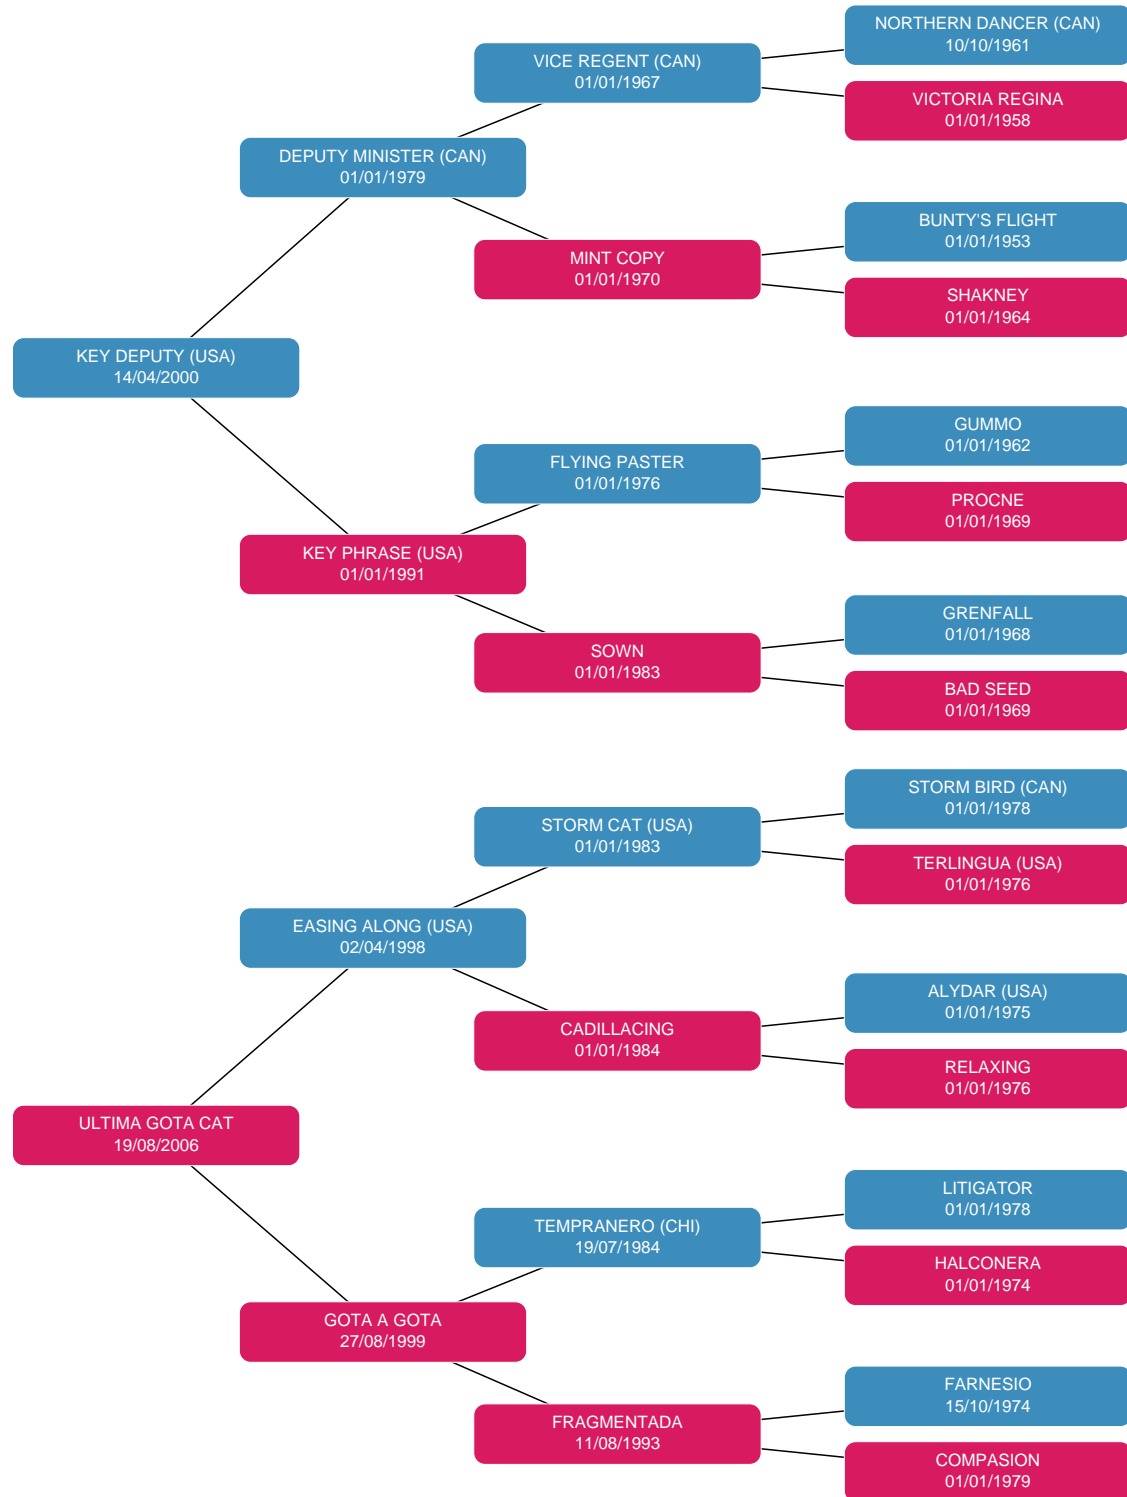 NORTHERN DANCER (CAN)
10/10/1961
VICE REGENT (CAN)
01/01/1967
VICTORIA REGINA
01/01/1958
DEPUTY MINISTER (CAN)
01/01/1979
BUNTY'S FLIGHT
01/01/1953
MINT COPY
01/01/1970
SHAKNEY
01/01/1964
KEY DEPUTY (USA)
14/04/2000
GUMMO
01/01/1962
FLYING PASTER
01/01/1976
PROCNE
01/01/1969
KEY PHRASE (USA)
01/01/1991
GRENFALL
01/01/1968
SOWN
01/01/1983
BAD SEED
01/01/1969
STORM BIRD (CAN)
01/01/1978
STORM CAT (USA)
01/01/1983
TERLINGUA (USA)
01/01/1976
EASING ALONG (USA)
02/04/1998
ALYDAR (USA)
01/01/1975
CADILLACING
01/01/1984
RELAXING
01/01/1976
ULTIMA GOTA CAT
19/08/2006
LITIGATOR
01/01/1978
TEMPRANERO (CHI)
19/07/1984
HALCONERA
01/01/1974
GOTA A GOTA
27/08/1999
FARNESIO
15/10/1974
FRAGMENTADA
11/08/1993
COMPASION
01/01/1979